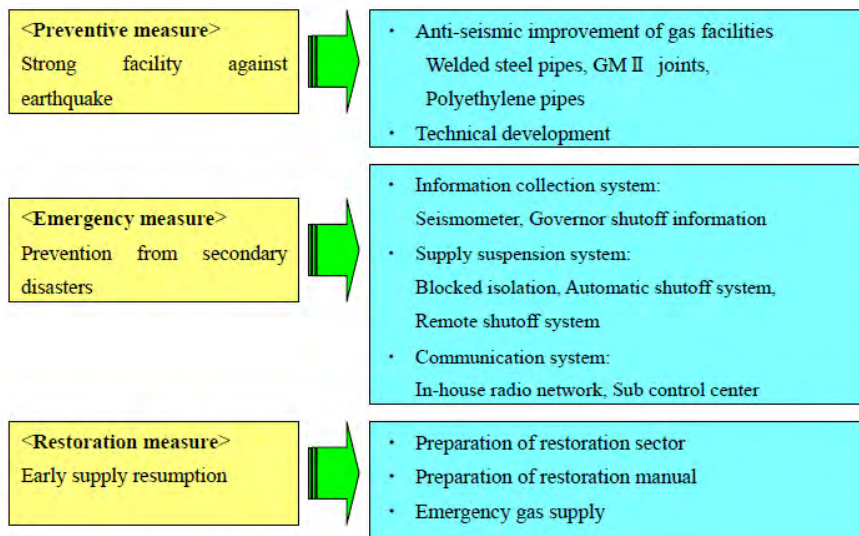 <Preventive measure>
Strong facility against
earthquake
・ Anti-seismic improvement of gas facilities
Welded steel pipes, GMⅡ joints,
Polyethylene pipes
・ Technical development
<Emergency measure>
Prevention from secondary
disasters
・ Information collection system:
Seismometer, Governor shutoff information
・ Supply suspension system:
Blocked isolation, Automatic shutoff system,
Remote shutoff system
・ Communication system:
In-house radio network, Sub control center
<Restoration measure>
Early supply resumption
・ Preparation of restoration sector
・ Preparation of restoration manual
・ Emergency gas supply